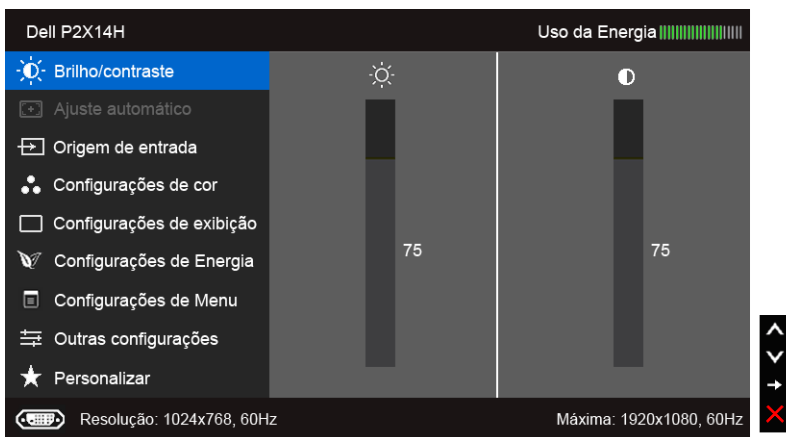 Dell P2X14H
Uso da Energia
Brilho/contraste
Ajuste automático
Origem de entrada
Configurações de cor
Configurações de exibição
Configurações de Energia
Configurações de Menu
Outras configurações
Personalizar
75
75
Resolução: 1024x768, 60Hz
Máxima: 1920x1080, 60Hz